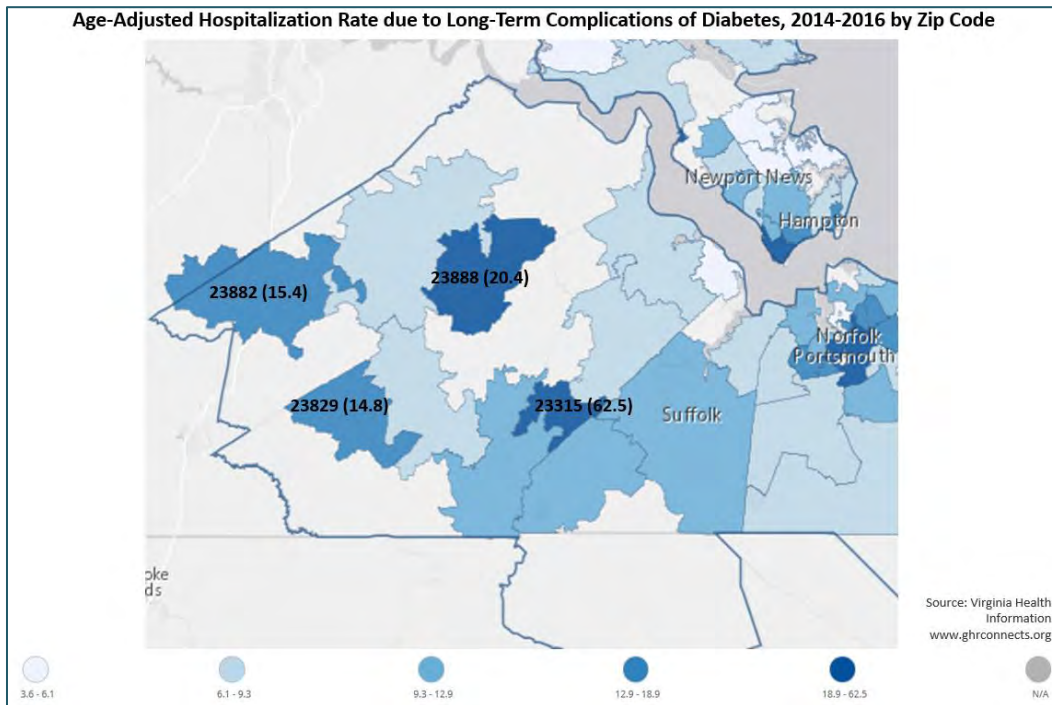 Age-Adjusted Hospitalization Rate due to Long-Term Complications of Diabetes, 2014-2016 by Zip Code
Newport News
Hampton
23888 (20.4)
23882 (15.4)
Norfolk
Portsmouth
23829 (14.8)
23315 (62.5)
Suffolk
oke
ds
Source: Virginia Health
Information
www.ghrconnects.org
3.6 - 6.1
6.1 - 9.3
9.3 - 12.9
12.9 - 18.9
18.9 - 62.5
N/A